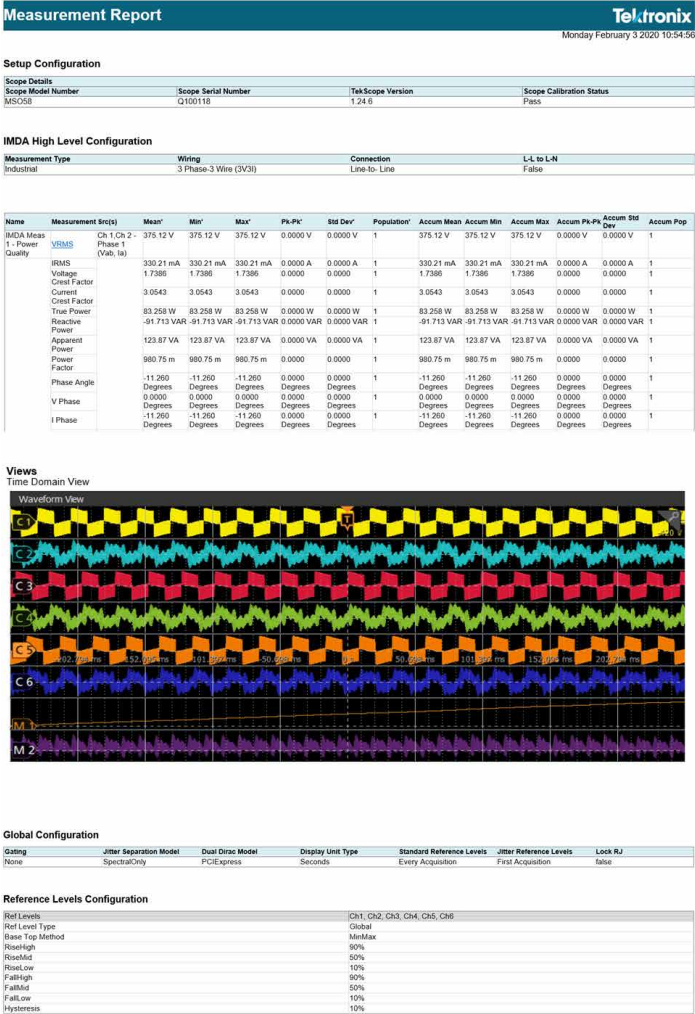 Measurement Report
Tektronix
Monday February 3 2020 10:54:56
Setup Configuration
Scope Details
Scope Model Number Scope Serial Number TekScope Version Scope Calibration Status
MSO58 Q100118 1.24.6 Pass
IMDA High Level Configuration
Measurement Type Wiring Connection L-L to L-N
Industrial 3 Phase-3 Wire (3V3I) Line-to- Line False
Name Measurement Src(s) Mean' Min' Max' Pk-Pk' Std Dev' Population' Accum Mean Accum Min Accum Max Accum Pk-Pk Accum Std Dev Accum Pop
IMDA Meas 1 - Power Quality VRMS Ch 1,Ch 2 - Phase 1 (Vab, Ia) 375.12 V 375.12 V 375.12 V 0.0000 V 0.0000 V 1 375.12 V 375.12 V 375.12 V 0.0000 V 0.0000 V 1
IRMS 330.21 mA 330.21 mA 330.21 mA 0.0000 A 0.0000 A 1 330.21 mA 330.21 mA 330.21 mA 0.0000 A 0.0000 A 1
Voltage Crest Factor 1.7386 1.7386 1.7386 0.0000 0.0000 1 1.7386 1.7386 1.7386 0.0000 0.0000 1
Current Crest Factor 3.0543 3.0543 3.0543 0.0000 0.0000 1 3.0543 3.0543 3.0543 0.0000 0.0000 1
True Power 83.258 W 83.258 W 83.258 W 0.0000 W 0.0000 W 1 83.258 W 83.258 W 83.258 W 0.0000 W 0.0000 W 1
Reactive Power -91.713 VAR -91.713 VAR -91.713 VAR 0.0000 VAR 0.0000 VAR 1 -91.713 VAR -91.713 VAR -91.713 VAR 0.0000 VAR 0.0000 VAR 1
Apparent Power 123.87 VA 123.87 VA 123.87 VA 0.0000 VA 0.0000 VA 1 123.87 VA 123.87 VA 123.87 VA 0.0000 VA 0.0000 VA 1
Power Factor 980.75 m 980.75 m 980.75 m 0.0000 0.0000 1 980.75 m 980.75 m 980.75 m 0.0000 0.0000 1
Phase Angle -11.260 Degrees -11.260 Degrees -11.260 Degrees 0.0000 Degrees 0.0000 Degrees 1 -11.260 Degrees -11.260 Degrees -11.260 Degrees 0.0000 Degrees 0.0000 Degrees 1
V Phase 0.0000 Degrees 0.0000 Degrees 0.0000 Degrees 0.0000 Degrees 0.0000 Degrees 1 0.0000 Degrees 0.0000 Degrees 0.0000 Degrees 0.0000 Degrees 0.0000 Degrees 1
I Phase -11.260 Degrees -11.260 Degrees -11.260 Degrees 0.0000 Degrees 0.0000 Degrees 1 -11.260 Degrees -11.260 Degrees -11.260 Degrees 0.0000 Degrees 0.0000 Degrees 1
Views
Time Domain View
Waveform View
C 1
T
C 2
C 3
C 4
C 5
C 6
M 1
M 2
Global Configuration
Gating Jitter Separation Model Dual Dirac Model Display Unit Type Standard Reference Levels Jitter Reference Levels Lock RJ
None SpectralOnly PCIExpress Seconds Every Acquisition First Acquisition false
Reference Levels Configuration
Ref Levels Ch1, Ch2, Ch3, Ch4, Ch5, Ch6
Ref Level Type Global
Base Top Method MinMax
RiseHigh 90%
RiseMid 50%
RiseLow 10%
FallHigh 90%
FallMid 50%
FallLow 10%
Hysteresis 10%